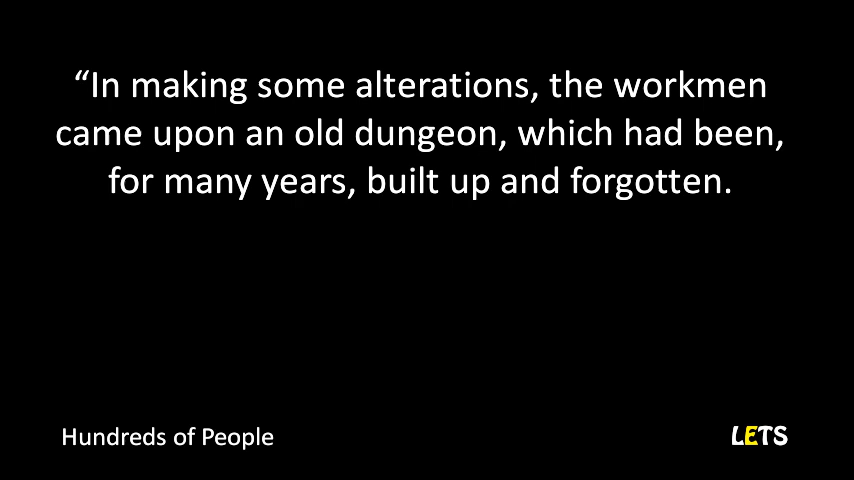 “In making some alterations, the workmen
came upon an old dungeon, which had been,
for many years, built up and forgotten.
Hundreds of People
LETS